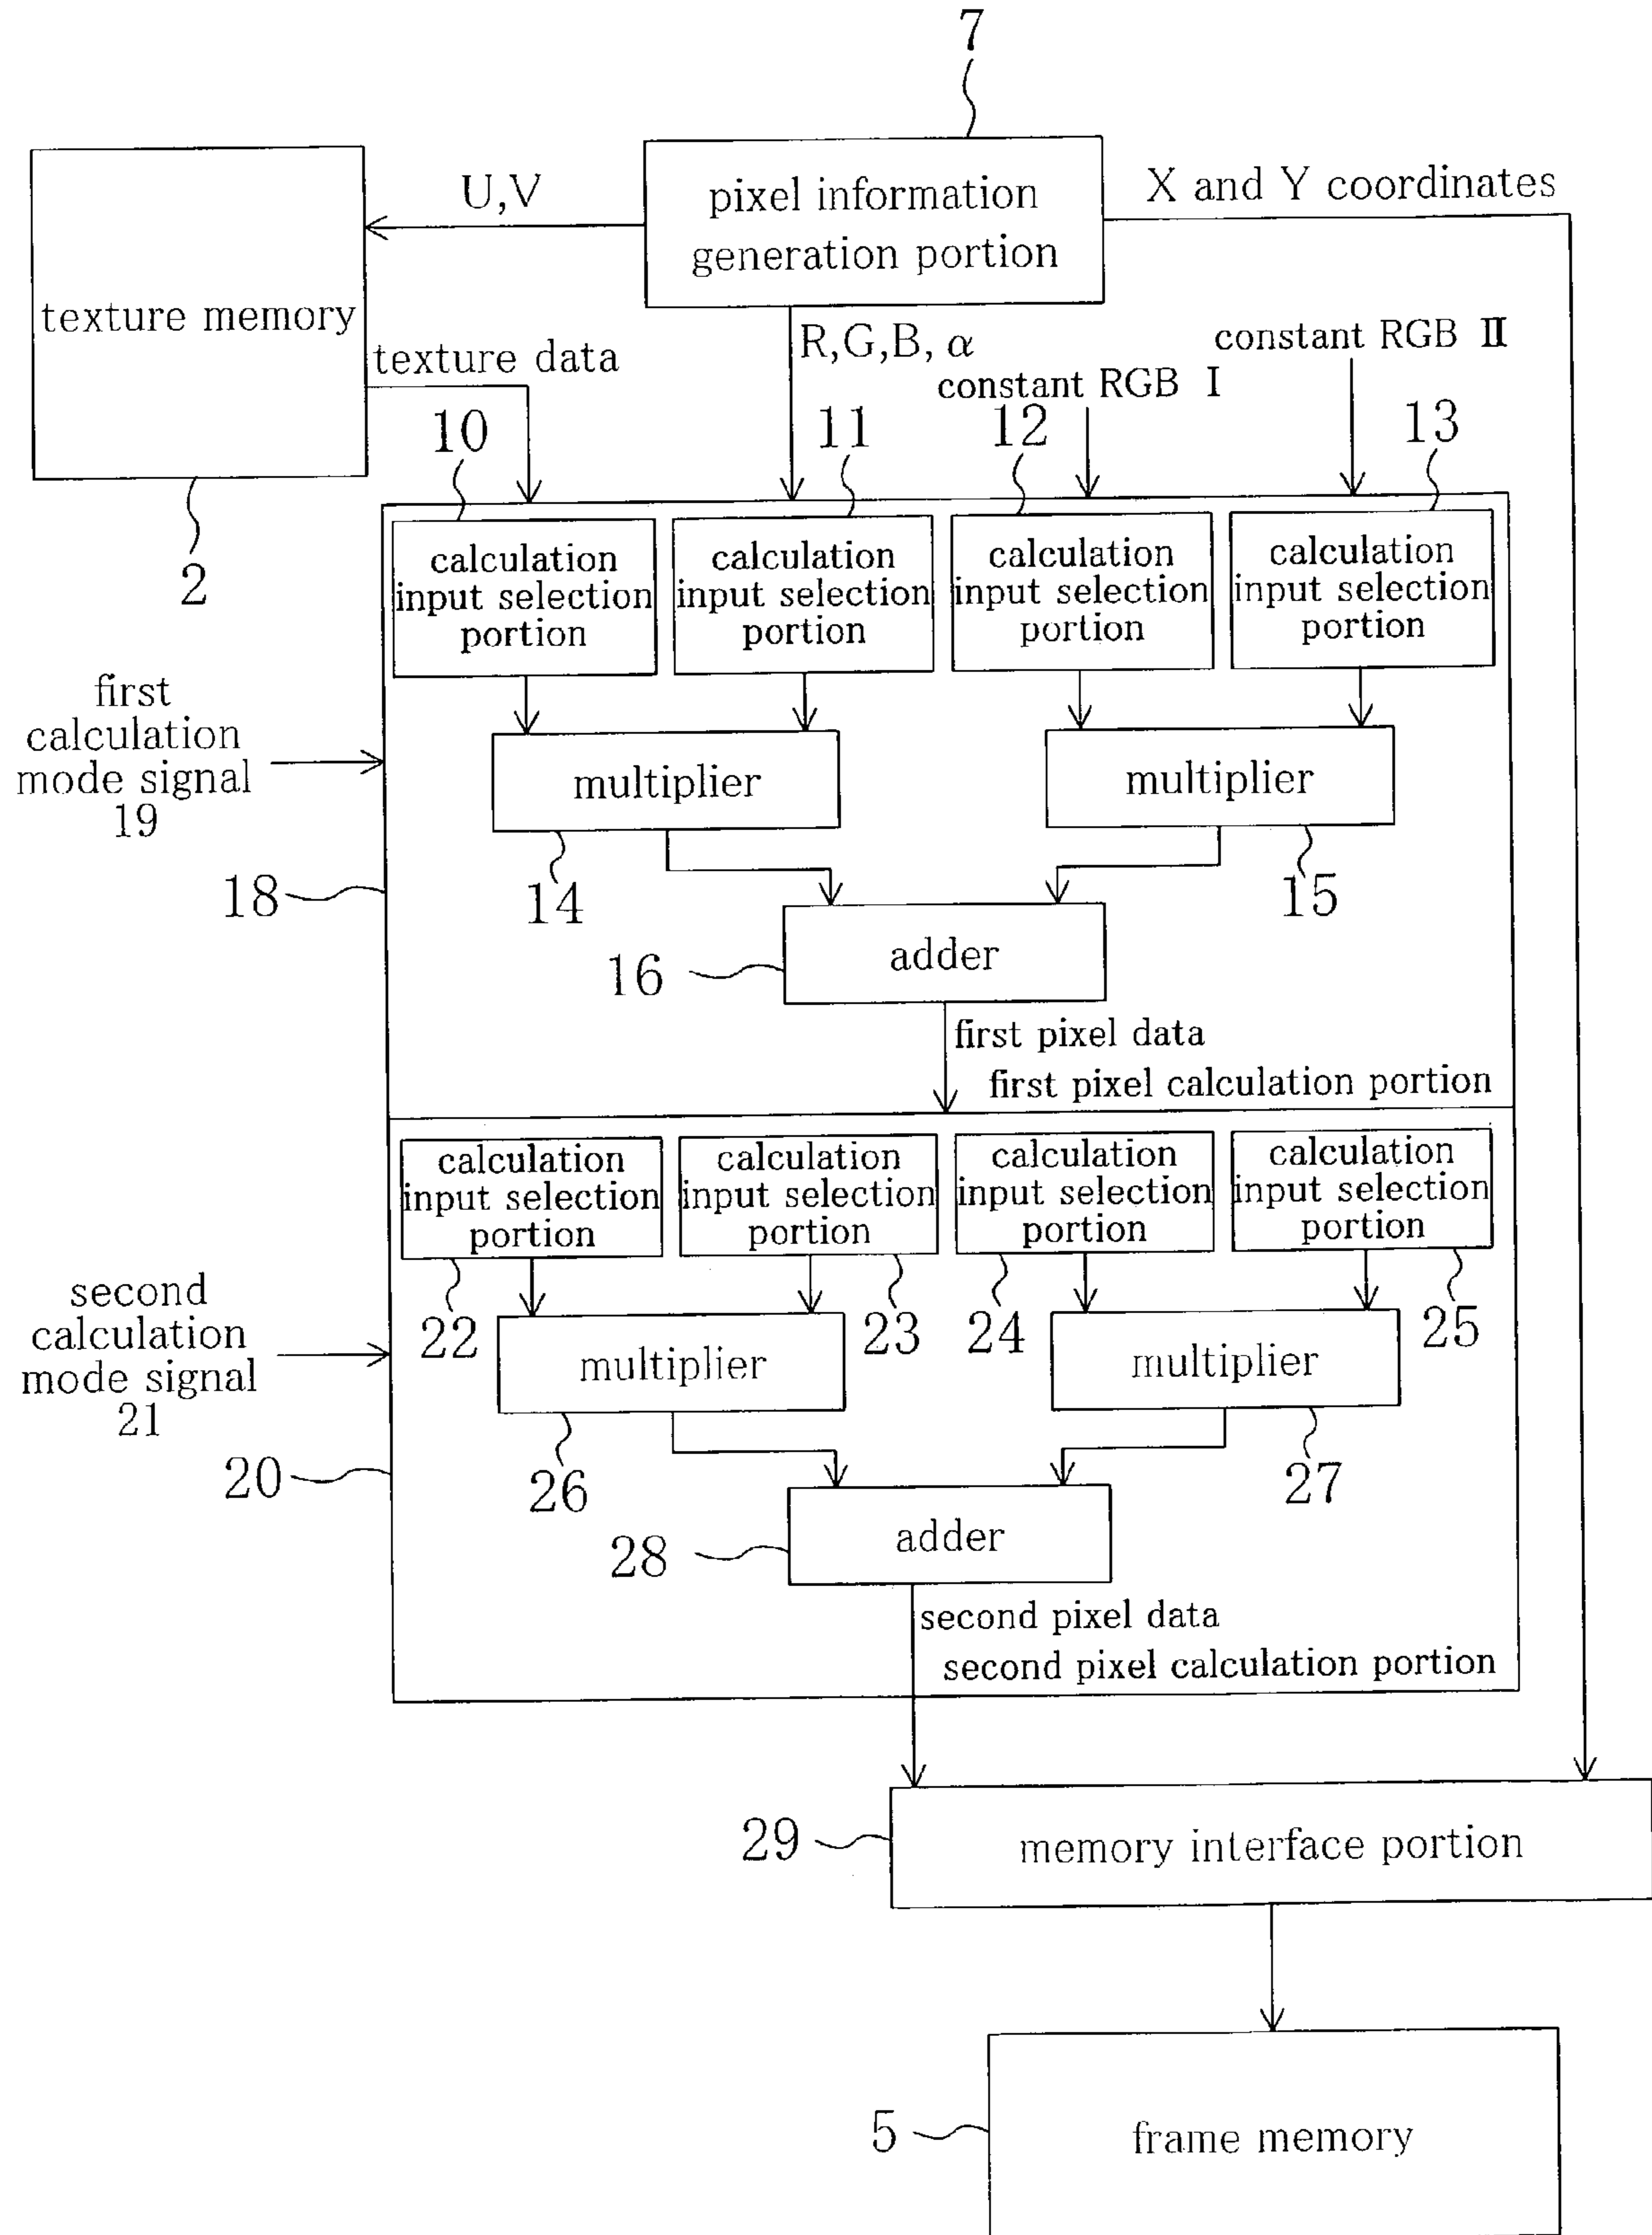 7
pixel information
generation portion
U,V
X and Y coordinates
texture memory
texture data
2
R,G,B, α
constant RGB I
constant RGB II
10
11
12
13
calculation
input selection
portion
calculation
input selection
portion
calculation
input selection
portion
calculation
input selection
portion
first
calculation
mode signal
19
multiplier
multiplier
18
14
15
16
adder
first pixel data
first pixel calculation portion
calculation
input selection
portion
calculation
input selection
portion
calculation
input selection
portion
calculation
input selection
portion
22
23
24
25
second
calculation
mode signal
21
multiplier
multiplier
20
26
27
28
adder
second pixel data
second pixel calculation portion
29
memory interface portion
5
frame memory